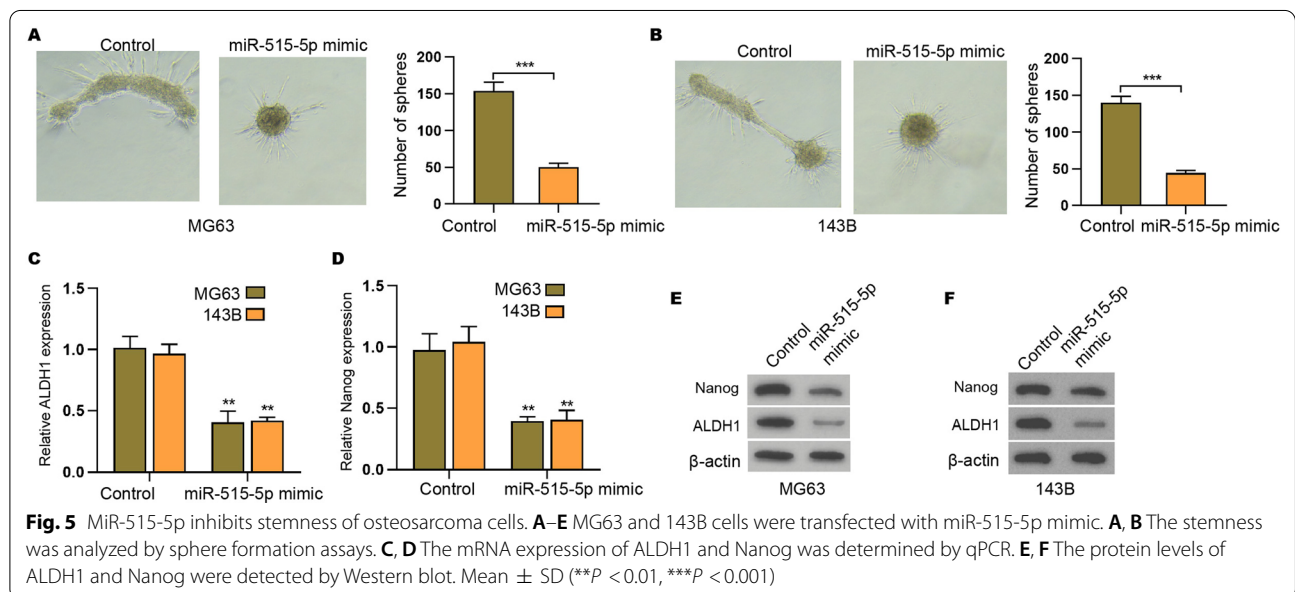 A
Control
miR-515-5p mimic
MG63
Number of spheres
200
150
100
50
0
***
Control
miR-515-5p mimic
B
Control
miR-515-5p mimic
143B
Number of spheres
200
150
100
50
0
***
Control miR-515-5p mimic
C
Relative ALDH1 expression
1.5
1.0
0.5
0.0
MG63
143B
**
**
Control
miR-515-5p mimic
D
Relative Nanog expression
1.5
1.0
0.5
0.0
MG63
143B
**
**
Control
miR-515-5p mimic
E
Control
miR-515-5p
mimic
Nanog
ALDH1
β-actin
MG63
F
Control
miR-515-5p
mimic
Nanog
ALDH1
β-actin
143B
Fig. 5 MiR-515-5p inhibits stemness of osteosarcoma cells. A–E MG63 and 143B cells were transfected with miR-515-5p mimic. A, B The stemness
was analyzed by sphere formation assays. C, D The mRNA expression of ALDH1 and Nanog was determined by qPCR. E, F The protein levels of
ALDH1 and Nanog were detected by Western blot. Mean ± SD (**P < 0.01, ***P < 0.001)